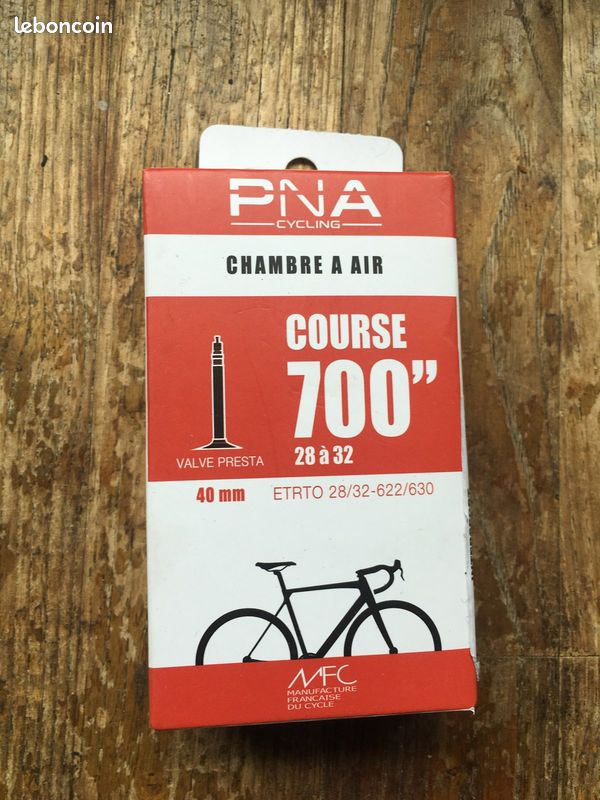 leboncoin
PNA
CYCLING
CHAMBRE A AIR
COURSE
700”
28 à 32
VALVE PRESTA
40 mm ETRTO 28/32-622/630
MFC
MANUFACTURE
FRANCAISE
DU CYCLE